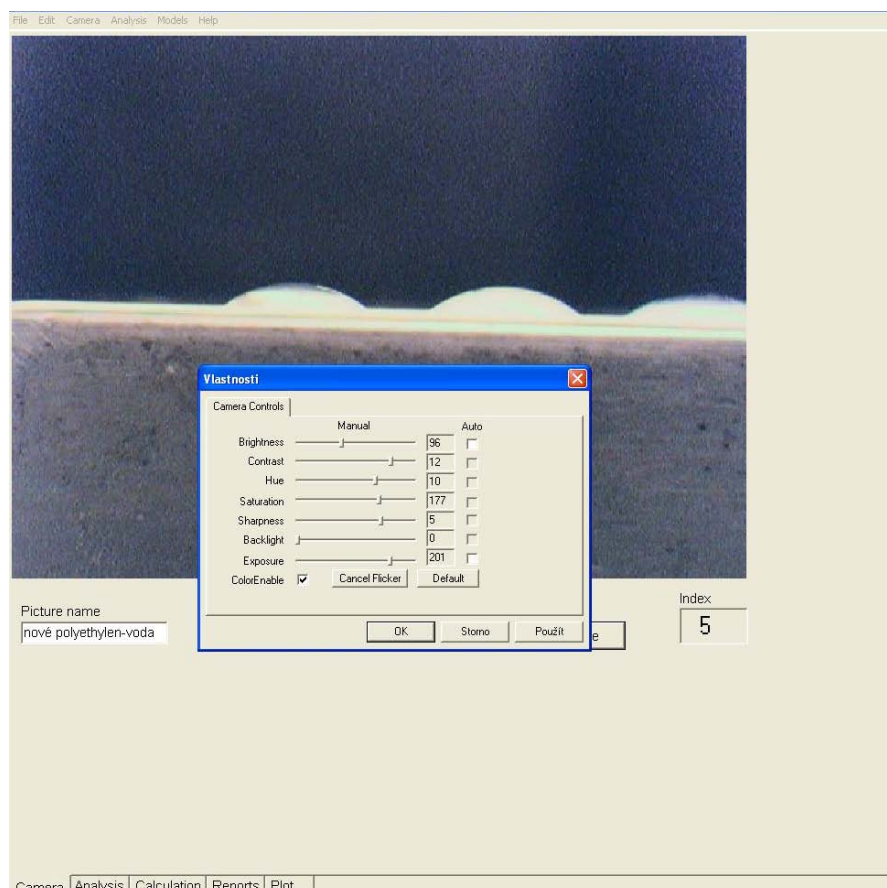 File Edit Camera Analysis Models Help
Vlastnosti
Camera Controls
Manual Auto
Brightness 96
Contrast 12
Hue 10
Saturation 177
Sharpness 5
Backlight 0
Exposure 201
ColorEnable Cancel Flicker Default
OK Storno Použít
Picture name
nové polyethylen-voda
e
Index
5
Camera Analysis Calculation Reports Plot